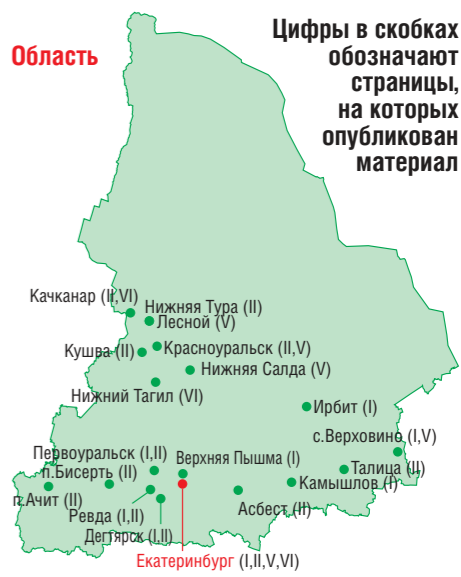 Область
Цифры в скобках
обозначают
страницы,
на которых
опубликован
материал
Качканар (II,VI)
Нижняя Тура (II)
Лесной (V)
Кушва (II)
Красноуральск (II,V)
Нижняя Салда (V)
Нижний Тагил (VI)
Ирбит (I)
с.Верховино (I,V)
Первоуральск (I,II)
Верхняя Пышма (I)
п.Бисерть (II)
Талица (II)
Камышлов (I)
п.Ачит (II)
Ревда (I,II)
Асбест (II)
Дегтярск (I,II)
Екатеринбург (I,II,V,VI)